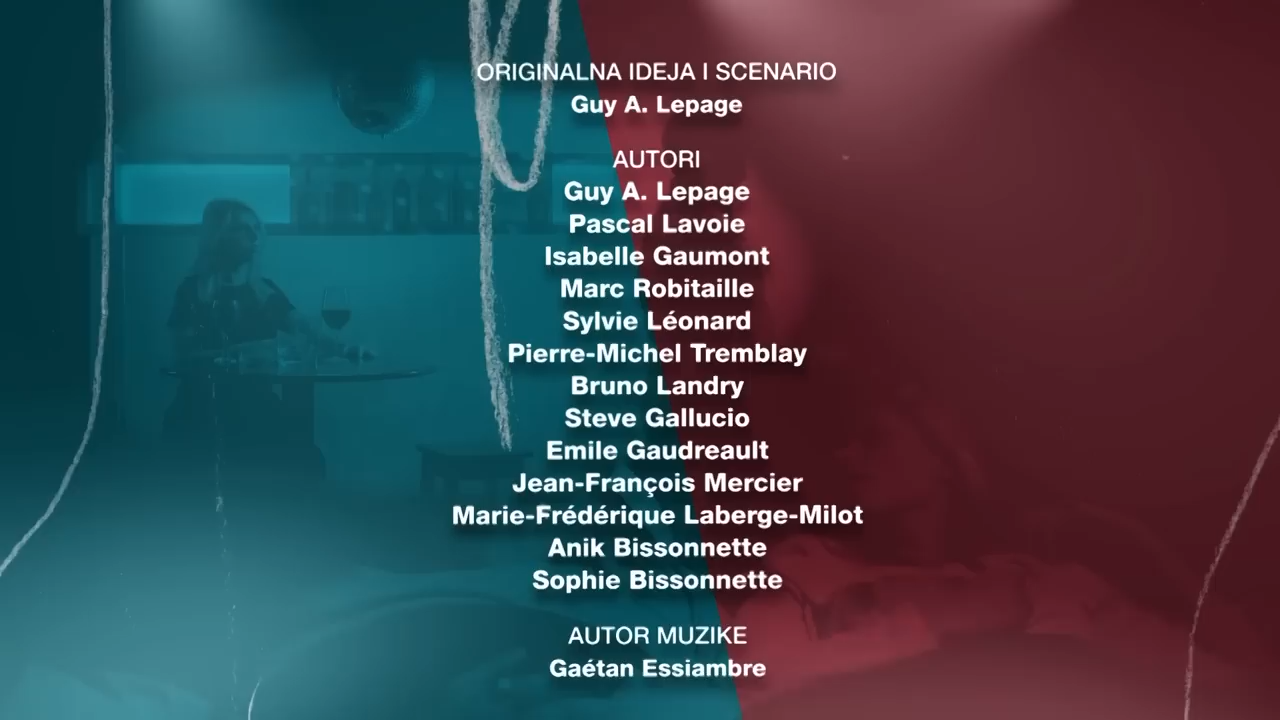 ORIGINALNA IDEJA I SCENARIO
Guy A. Lepage
AUTORI
Guy A. Lepage
Pascal Lavoie
Isabelle Gaumont
Marc Robitaille
Sylvie Léonard
Pierre-Michel Tremblay
Bruno Landry
Steve Gallucio
Emile Gaudreault
Jean-François Mercier
Marie-Frédérique Laberge-Milot
Anik Bissonnette
Sophie Bissonnette
AUTOR MUZIKE
Gaétan Essiambre